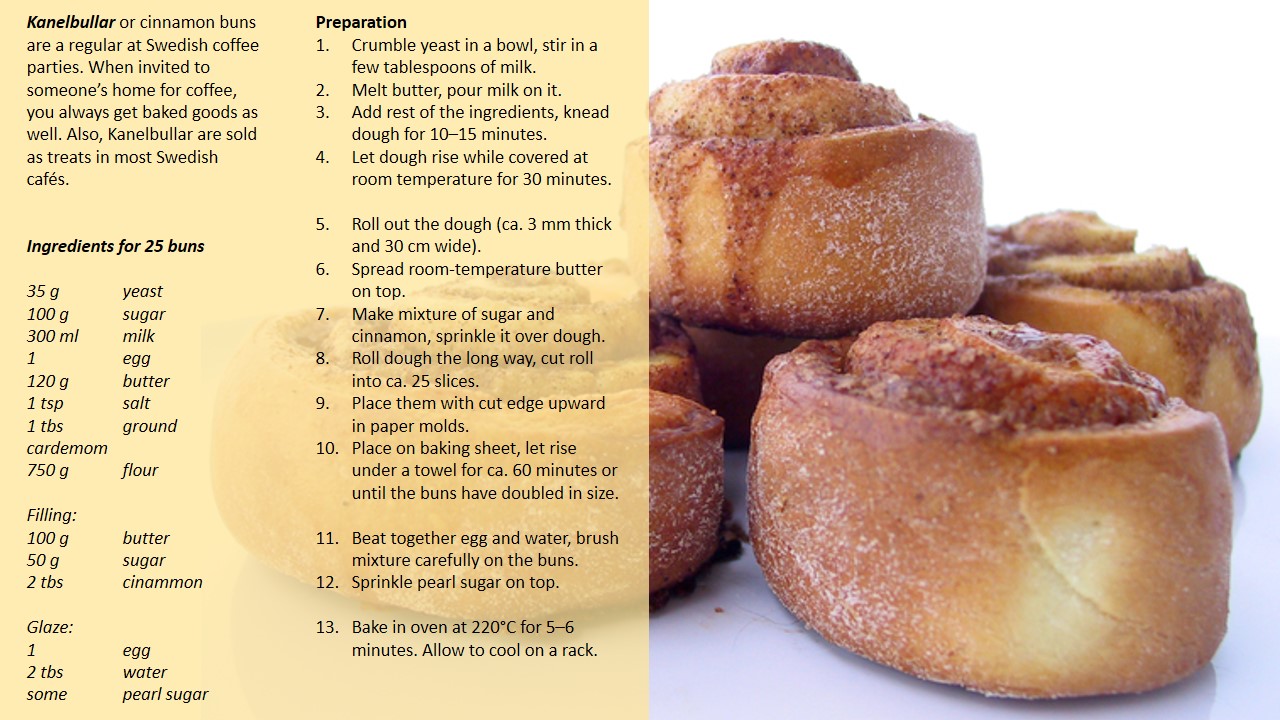 Kanelbullar or cinnamon buns
are a regular at Swedish coffee
parties. When invited to
someone’s home for coffee,
you always get baked goods as
well. Also, Kanelbullar are sold
as treats in most Swedish
cafés.
Ingredients for 25 buns
35 g yeast
100 g sugar
300 ml milk
1 egg
120 g butter
1 tsp salt
1 tbs ground
cardemom
750 g flour
Filling:
100 g butter
50 g sugar
2 tbs cinammon
Glaze:
1 egg
2 tbs water
some pearl sugar
Preparation
1. Crumble yeast in a bowl, stir in a
few tablespoons of milk.
2. Melt butter, pour milk on it.
3. Add rest of the ingredients, knead
dough for 10–15 minutes.
4. Let dough rise while covered at
room temperature for 30 minutes.
5. Roll out the dough (ca. 3 mm thick
and 30 cm wide).
6. Spread room-temperature butter
on top.
7. Make mixture of sugar and
cinnamon, sprinkle it over dough.
8. Roll dough the long way, cut roll
into ca. 25 slices.
9. Place them with cut edge upward
in paper molds.
10. Place on baking sheet, let rise
under a towel for ca. 60 minutes or
until the buns have doubled in size.
11. Beat together egg and water, brush
mixture carefully on the buns.
12. Sprinkle pearl sugar on top.
13. Bake in oven at 220°C for 5–6
minutes. Allow to cool on a rack.